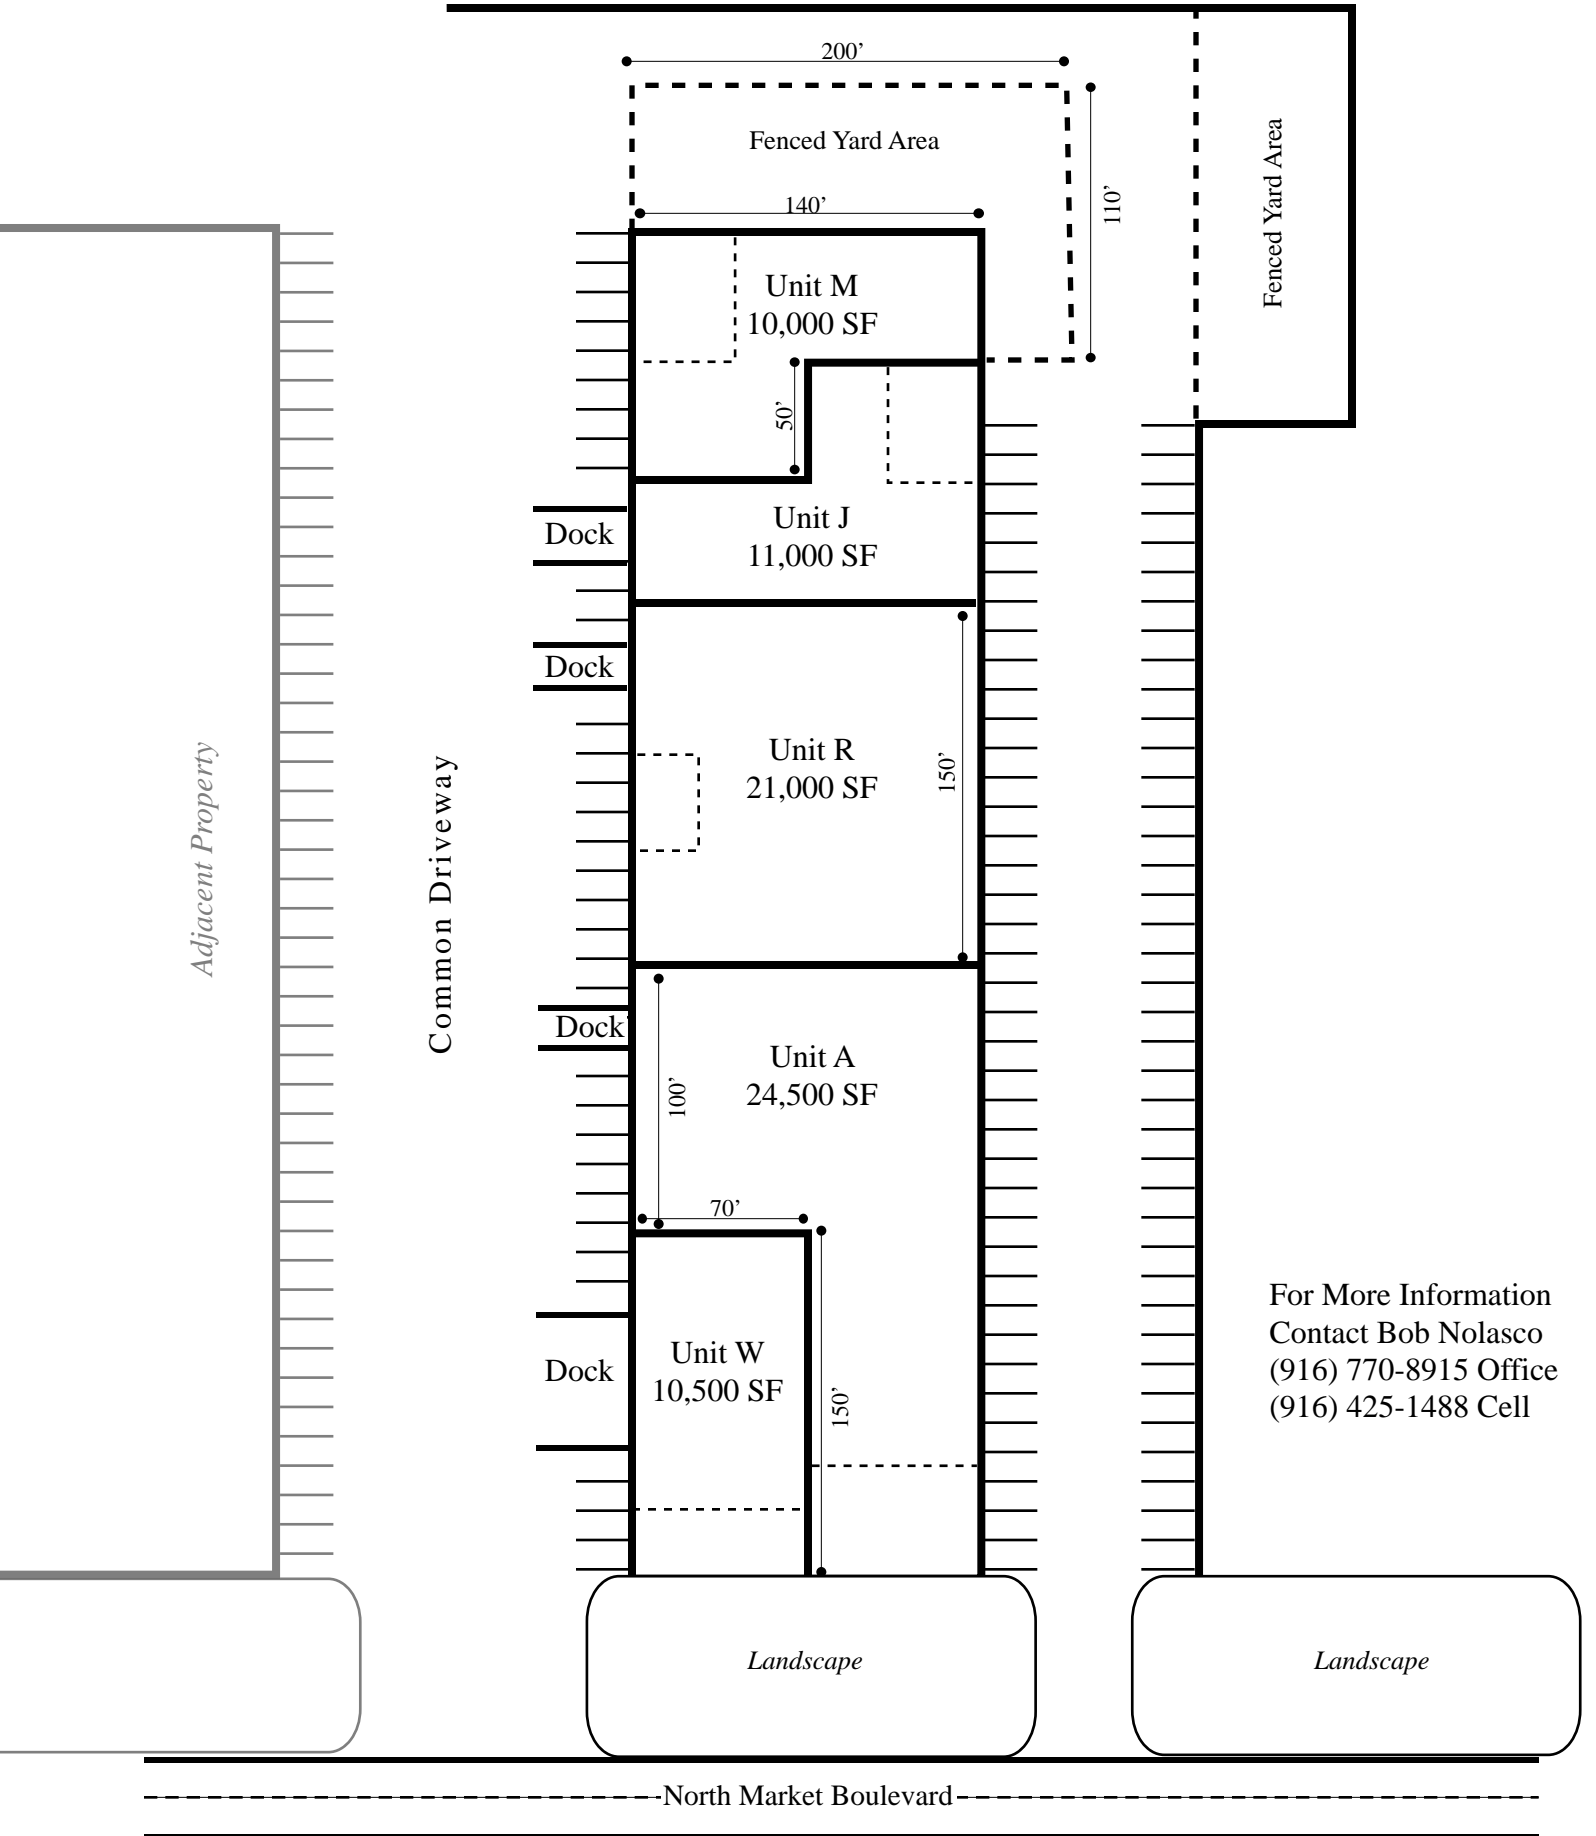 200’
Fenced Yard Area
Fenced Yard Area
110’
140’
Unit M
10,000 SF
50’
Unit J
11,000 SF
Dock
Dock
Unit R
21,000 SF
150’
Adjacent Property
Common Driveway
Dock
Unit A
24,500 SF
100’
70’
For More Information
Contact Bob Nolasco
(916) 770-8915 Office
(916) 425-1488 Cell
Dock
Unit W
10,500 SF
150’
Landscape
Landscape
North Market Boulevard